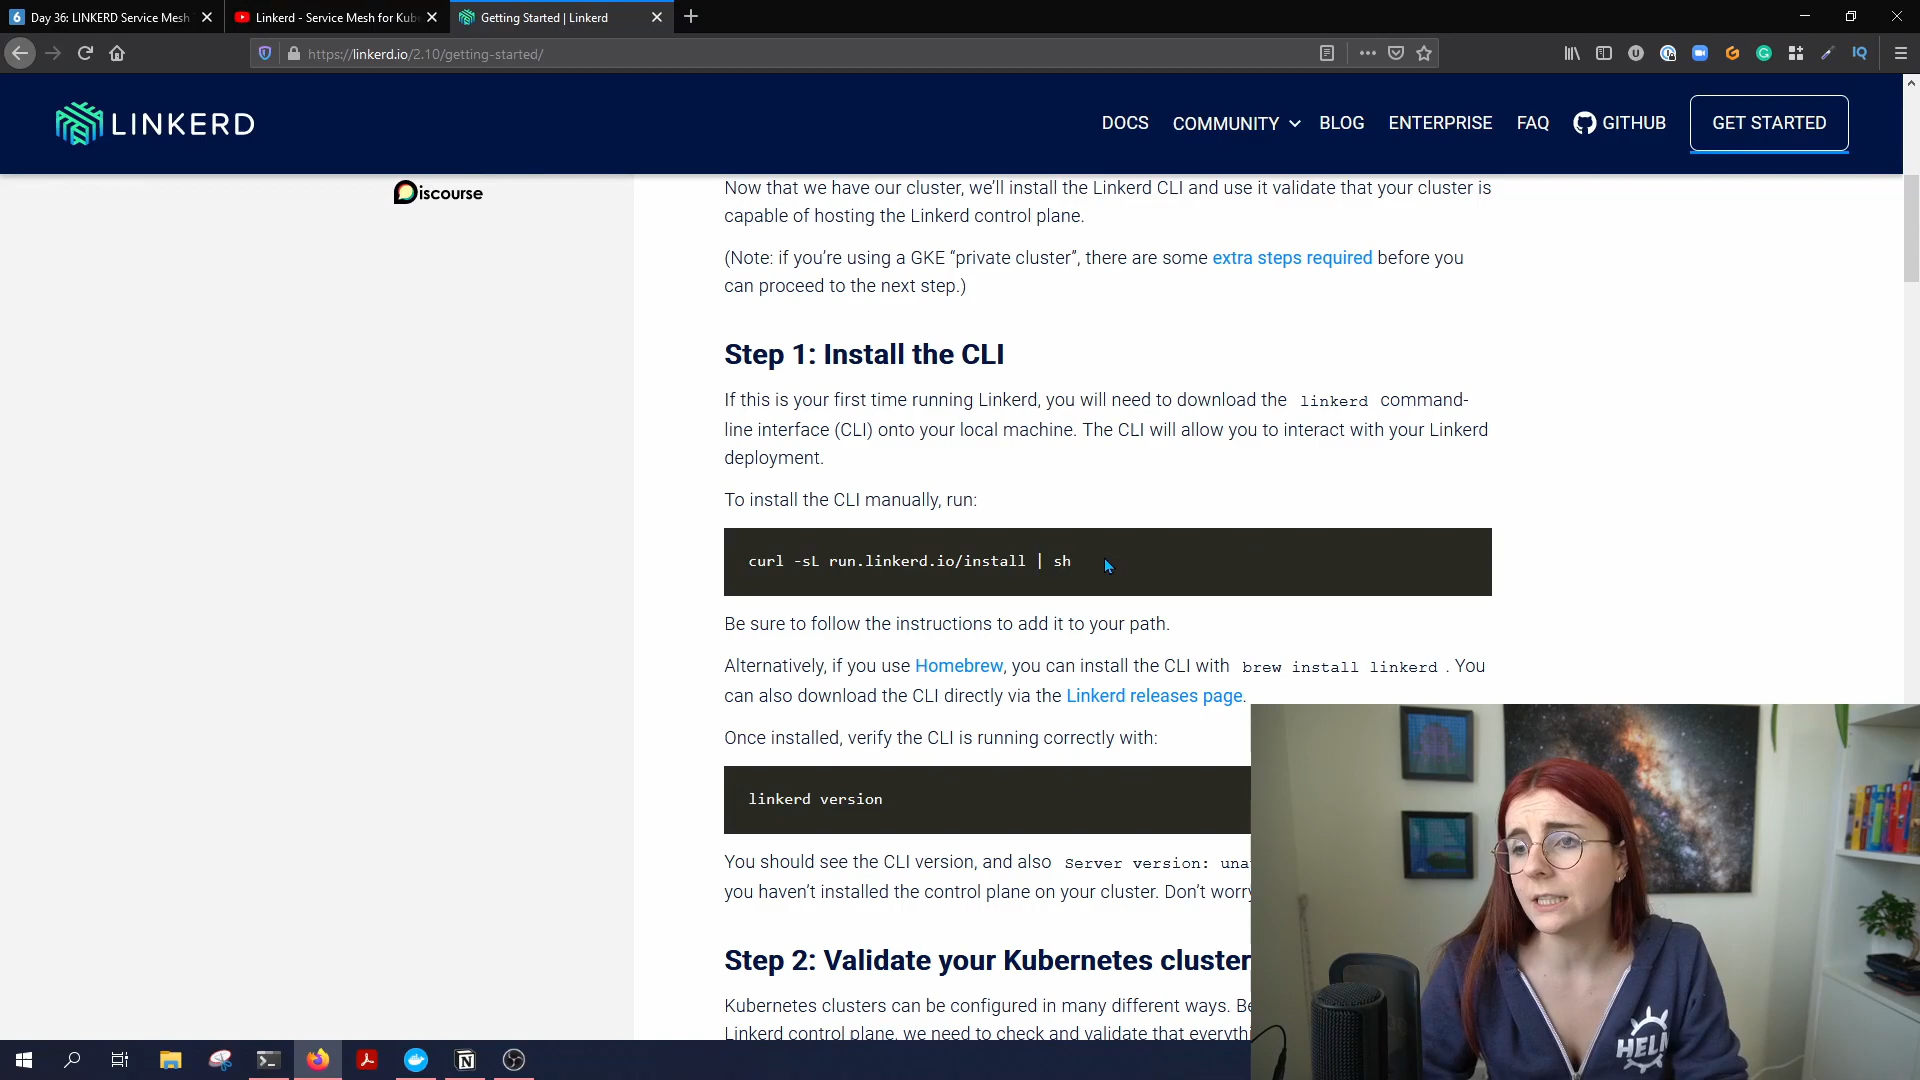 Day 36: LINKERD Service Mesh
Linkerd - Service Mesh for Kub
Getting Started | Linkerd
https://linkerd.io/2.10/getting-started/
LINKERD
DOCS
COMMUNITY
BLOG
ENTERPRISE
FAQ
GITHUB
GET STARTED
Discourse
Now that we have our cluster, we’ll install the Linkerd CLI and use it validate that your cluster is
capable of hosting the Linkerd control plane.
(Note: if you’re using a GKE “private cluster”, there are some extra steps required before you
can proceed to the next step.)
Step 1: Install the CLI
If this is your first time running Linkerd, you will need to download the linkerd command-
line interface (CLI) onto your local machine. The CLI will allow you to interact with your Linkerd
deployment.
To install the CLI manually, run:
curl -sL run.linkerd.io/install | sh
Be sure to follow the instructions to add it to your path.
Alternatively, if you use Homebrew, you can install the CLI with brew install linkerd . You
can also download the CLI directly via the Linkerd releases page.
Once installed, verify the CLI is running correctly with:
linkerd version
You should see the CLI version, and also Server version: una
you haven’t installed the control plane on your cluster. Don’t worry
Step 2: Validate your Kubernetes cluster
Kubernetes clusters can be configured in many different ways. Be
Linkerd control plane, we need to check and validate that everythi
HELM